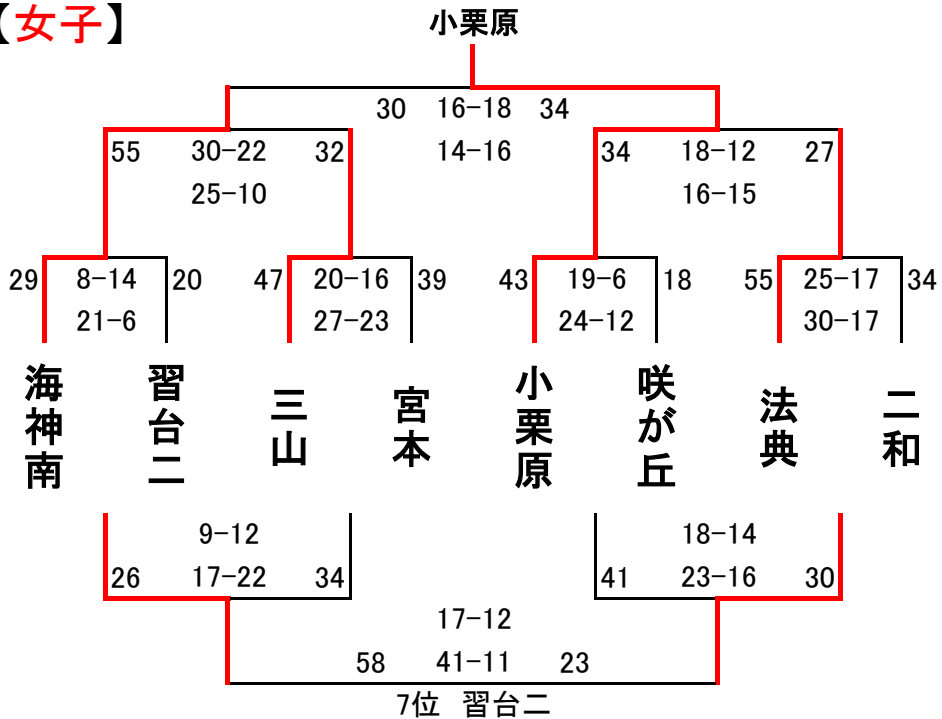 【女子】
小栗原
30 16-18 34
14-16
55 30-22 32
25-10
34 18-12 27
16-15
29 8-14 20
21-6
47 20-16 39
27-23
43 19-6 18
24-12
55 25-17 34
30-17
海神南
習台二
三山
宮本
小栗原
咲が丘
法典
二和
9-12
26 17-22 34
18-14
41 23-16 30
17-12
58 41-11 23
7位 習台二